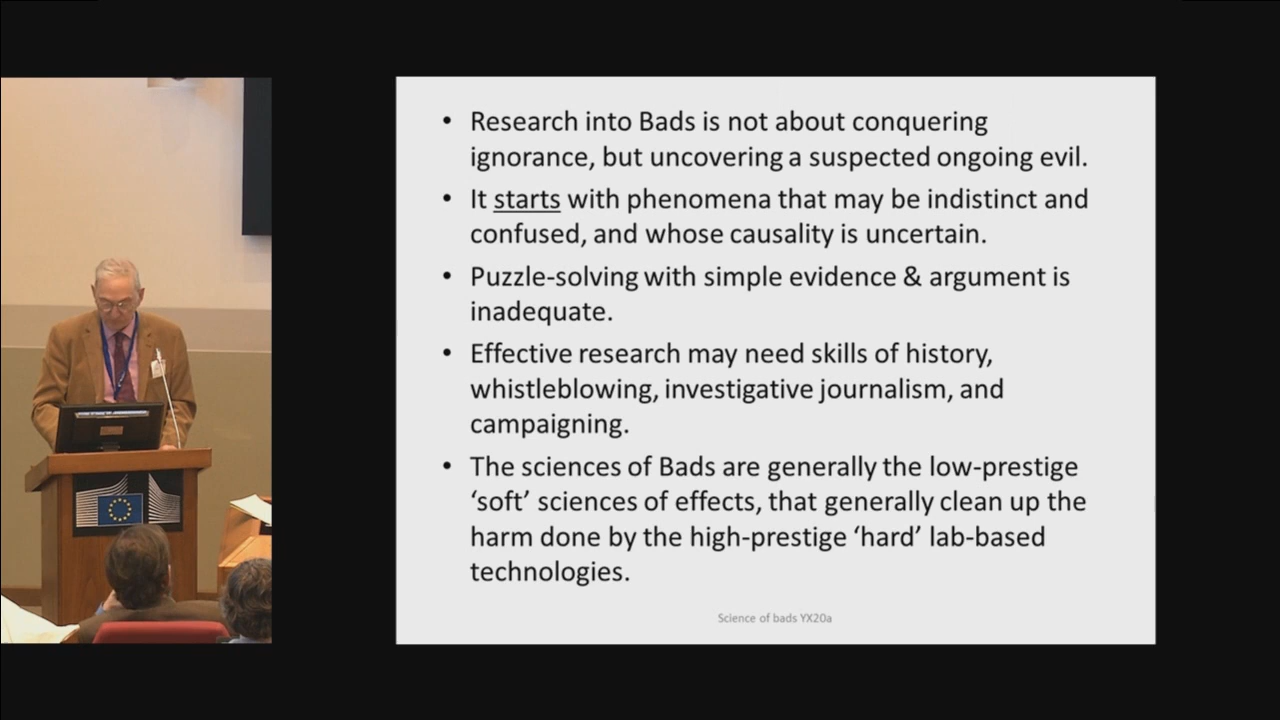 • Research into Bads is not about conquering
ignorance, but uncovering a suspected ongoing evil.
• It starts with phenomena that may be indistinct and
confused, and whose causality is uncertain.
• Puzzle-solving with simple evidence & argument is
inadequate.
• Effective research may need skills of history,
whistleblowing, investigative journalism, and
campaigning.
• The sciences of Bads are generally the low-prestige
‘soft’ sciences of effects, that generally clean up the
harm done by the high-prestige ‘hard’ lab-based
technologies.
Science of bads YX20a